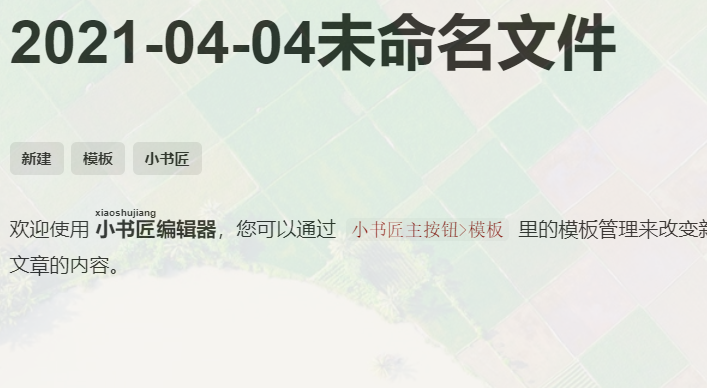 2021-04-04未命名文件
新建 模板 小书匠
xiaoshujiang
欢迎使用 小书匠编辑器，您可以通过 小书匠主按钮>模板 里的模板管理来改变新
文章的内容。